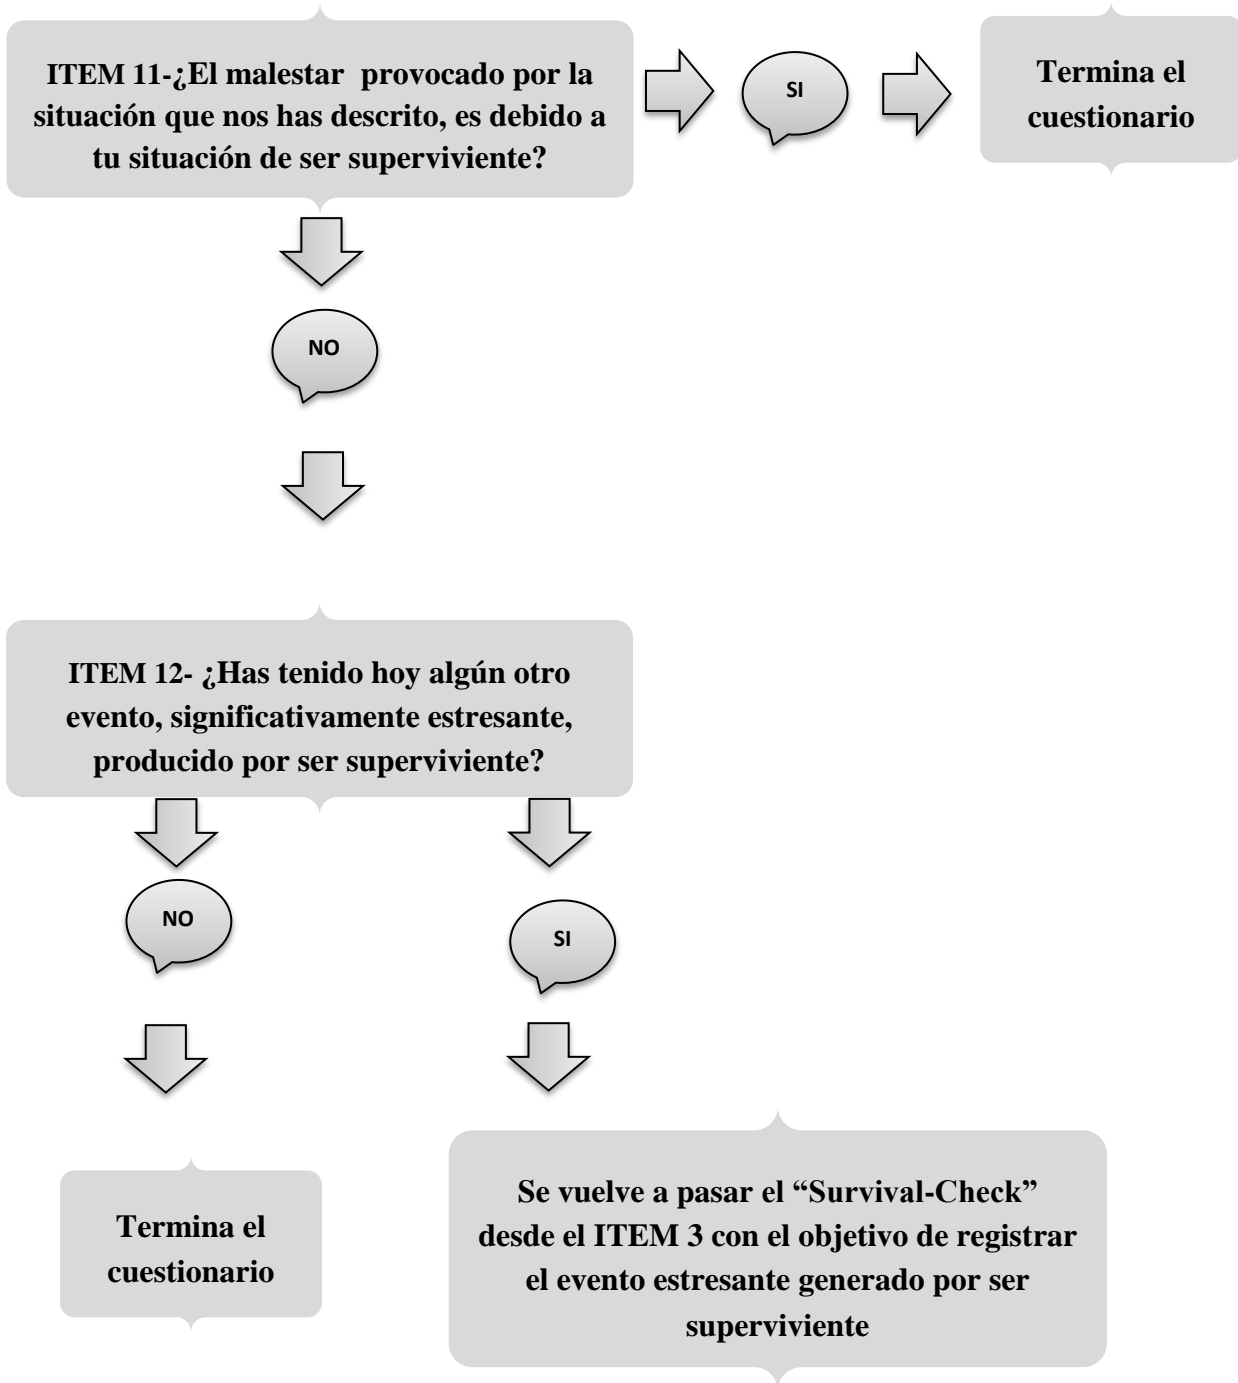 ITEM 11-¿El malestar provocado por la
situación que nos has descrito, es debido a
tu situación de ser superviviente?
SI
Termina el
cuestionario
NO
ITEM 12- ¿Has tenido hoy algún otro
evento, significativamente estresante,
producido por ser superviviente?
NO
SI
Termina el
cuestionario
Se vuelve a pasar el “Survival-Check”
desde el ITEM 3 con el objetivo de registrar
el evento estresante generado por ser
superviviente